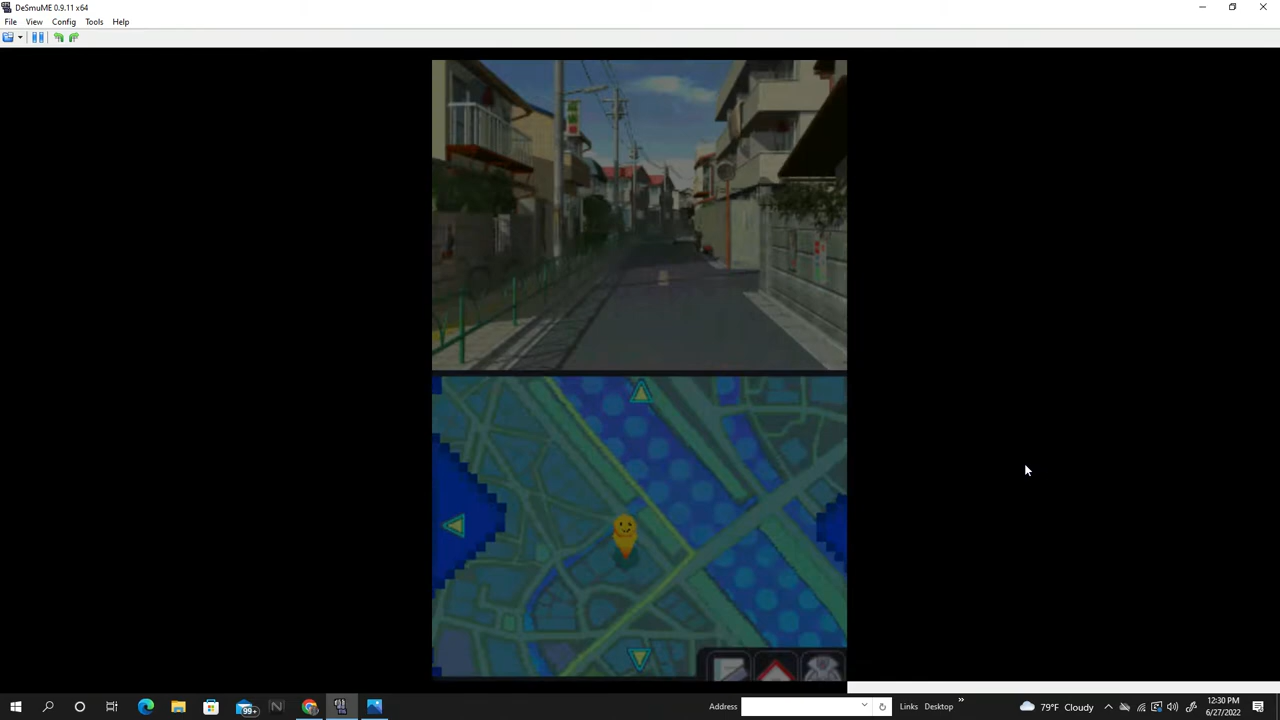 DeSmuME 0.9.11 x64
File View Config Tools Help
99+
Address
Links Desktop »
79°F Cloudy
12:30 PM
6/27/2022